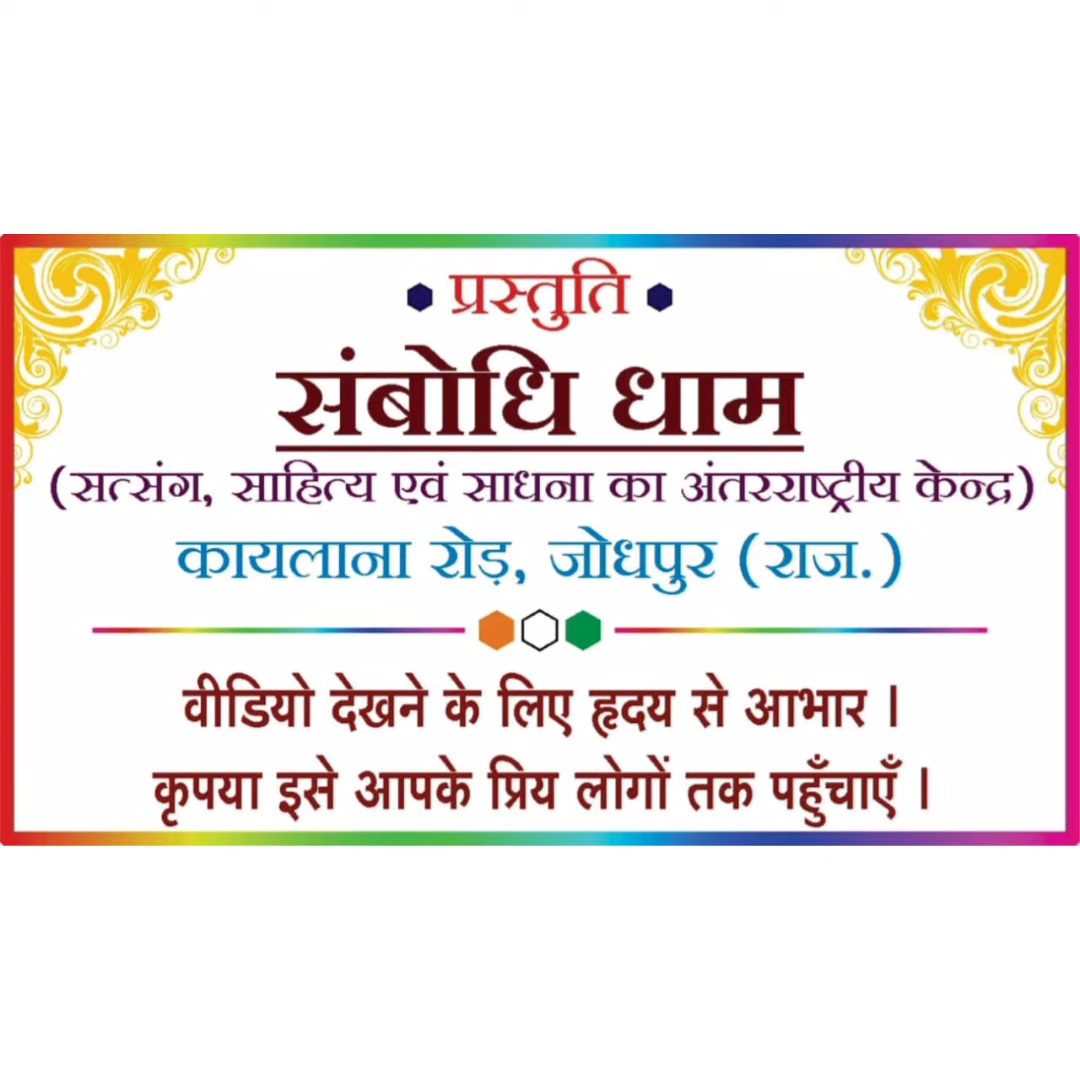 प्रस्तुति
संबोधि धाम
(सत्संग, साहित्य एवं साधना का अंतरराष्ट्रीय केन्द्र)
कायलाना रोड़, जोधपुर (राज.)
वीडियो देखने के लिए हृदय से आभार ।
कृपया इसे आपके प्रिय लोगों तक पहुँचाएँ ।